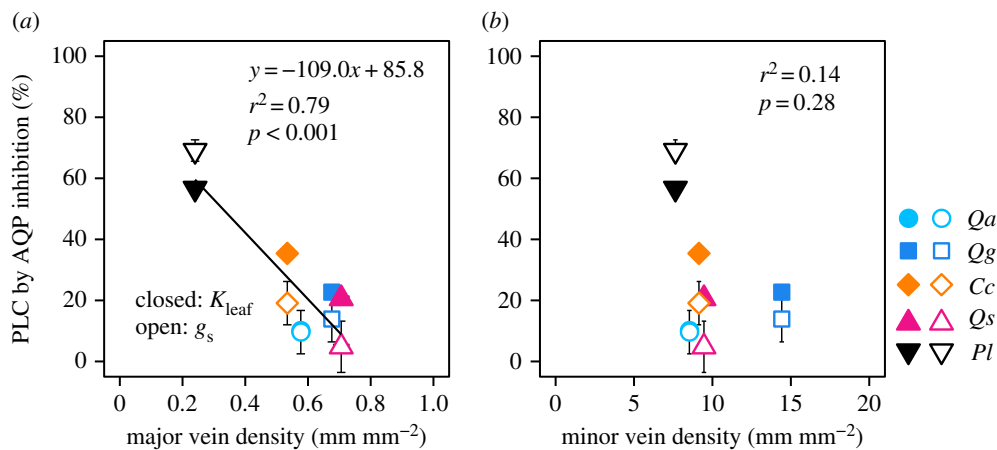 (a)
PLC by AQP inhibition (%)
100
80
60
40
20
0
y = −109.0x + 85.8
r² = 0.79
p < 0.001
closed: K_leaf
open: g_s
0 0.2 0.4 0.6 0.8 1.0
major vein density (mm mm⁻²)
(b)
100
80
60
40
20
0
r² = 0.14
p = 0.28
0 5 10 15 20
minor vein density (mm mm⁻²)
Qa
Qg
Cc
Qs
Pl